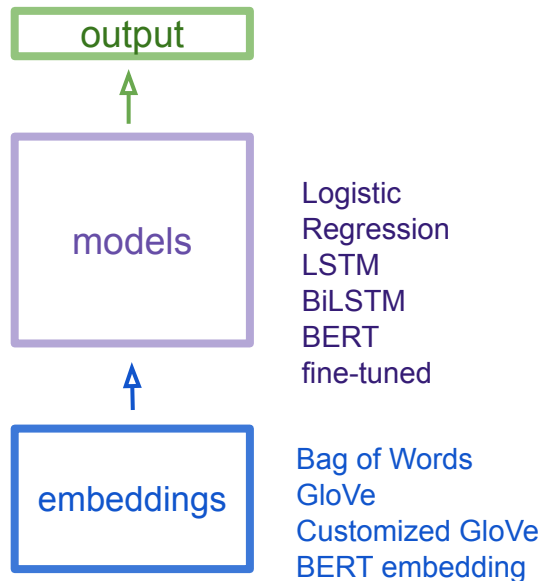 output
models
Logistic
Regression
LSTM
BiLSTM
BERT
fine-tuned
embeddings
Bag of Words
GloVe
Customized GloVe
BERT embedding